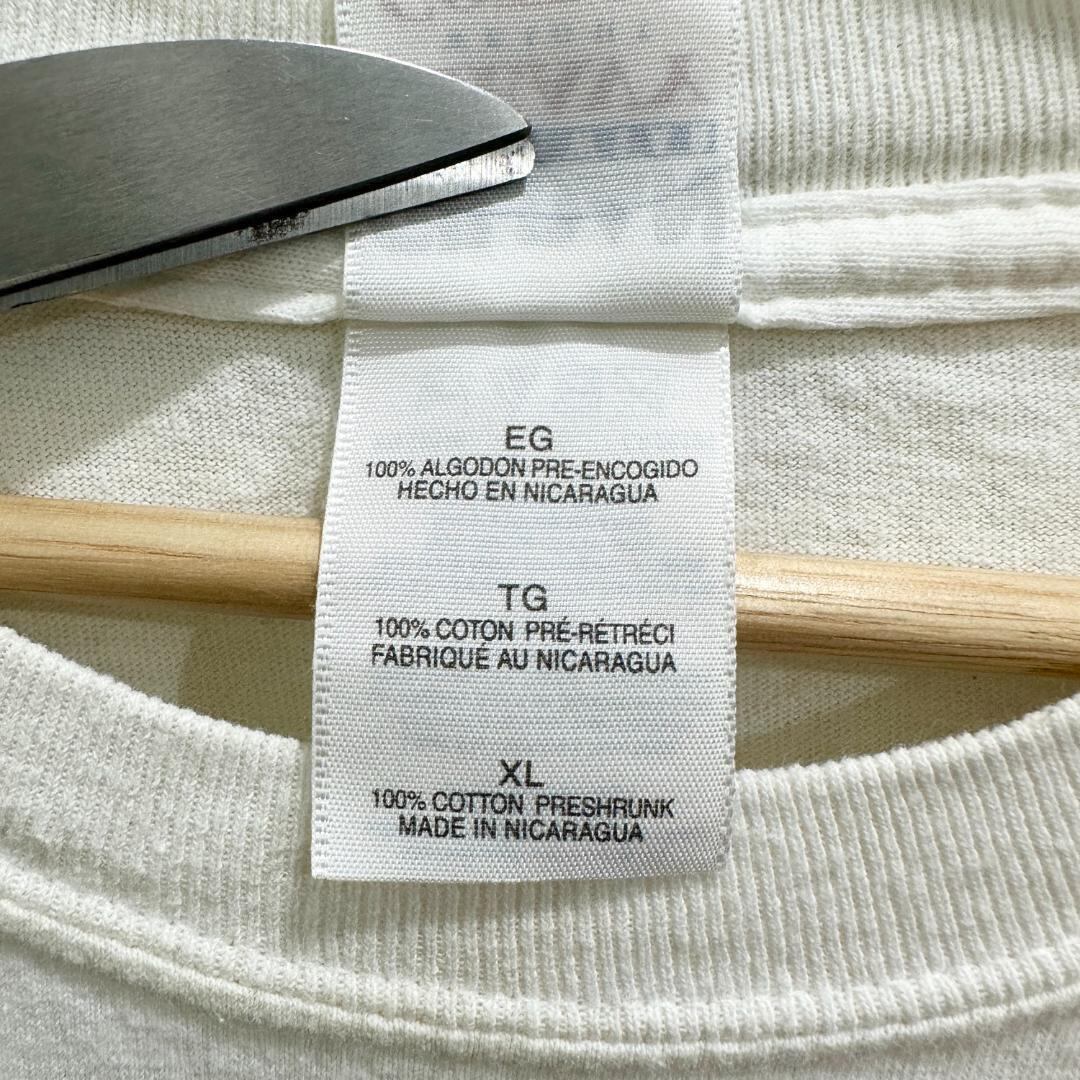 EG
100% ALGODON PRE-ENCOGIDO
HECHO EN NICARAGUA
TG
100% COTON PRÉ-RÉTRÉCI
FABRIQUÉ AU NICARAGUA
XL
100% COTTON PRESHRUNK
MADE IN NICARAGUA